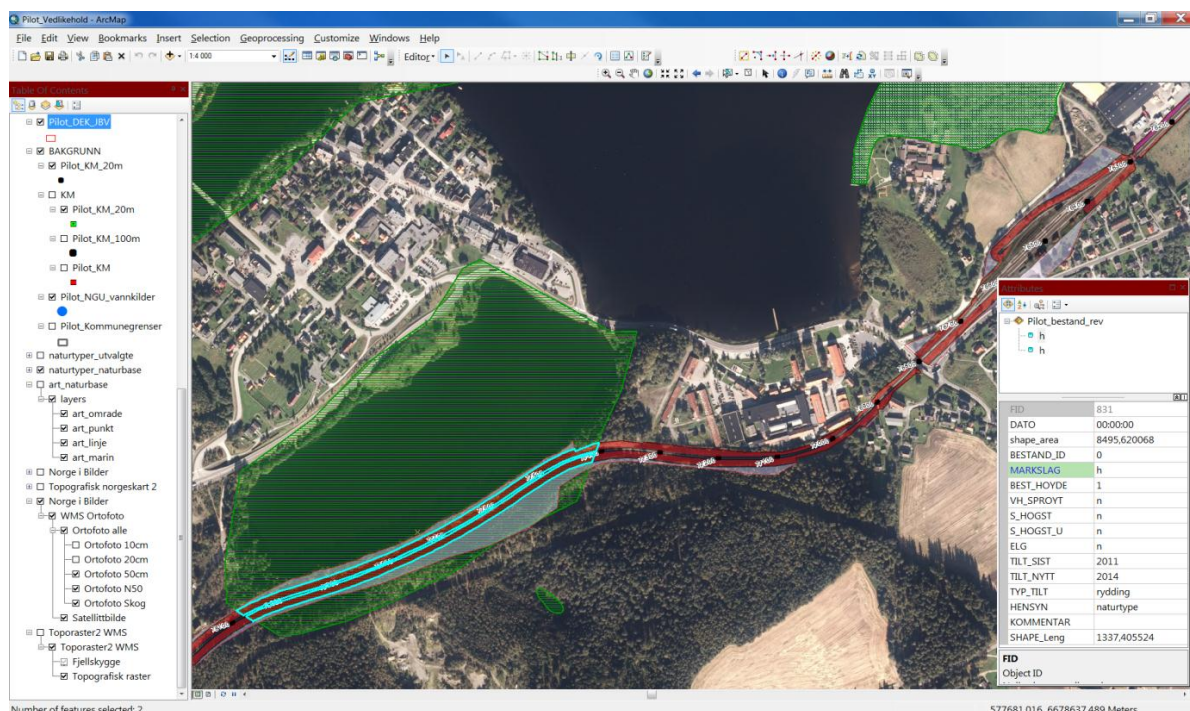 Pilot_Vedlikehold - ArcMap
File Edit View Bookmarks Insert Selection Geoprocessing Customize Windows Help
1:4 000
Editor
Table Of Contents
Pilot_DEK_JBV
BAKGRUNN
Pilot_KM_20m
KM
Pilot_KM_20m
Pilot_KM_100m
Pilot_KM
Pilot_NGU_vannkilder
Pilot_Kommunegrenser
naturtyper_utvalgte
naturtyper_naturbase
art_naturbase
layers
art_omrade
art_punkt
art_linje
art_marin
Norge i Bilder
Topografisk norgeskart 2
Norge i Bilder
WMS Ortofoto
Ortofoto alle
Ortofoto 10cm
Ortofoto 20cm
Ortofoto 50cm
Ortofoto N50
Ortofoto Skog
Satellittbilde
Toporaster2 WMS
Toporaster2 WMS
Fjellskygge
Topografisk raster
Attributes
Pilot_bestand_rev
h
h
FID 831
DATO 00:00:00
shape_area 8495,620068
BESTAND_ID 0
MARKSLAG h
BEST_HOYDE 1
VH_SPROYT n
S_HOGST n
S_HOGST_U n
ELG n
TILT_SIST 2011
TILT_NYTT 2014
TYP_TILT rydding
HENSYN naturtype
KOMMENTAR
SHAPE_Leng 1337,405524
FID
Object ID
Number of features selected: 2
577681,016 6678637,489 Meters